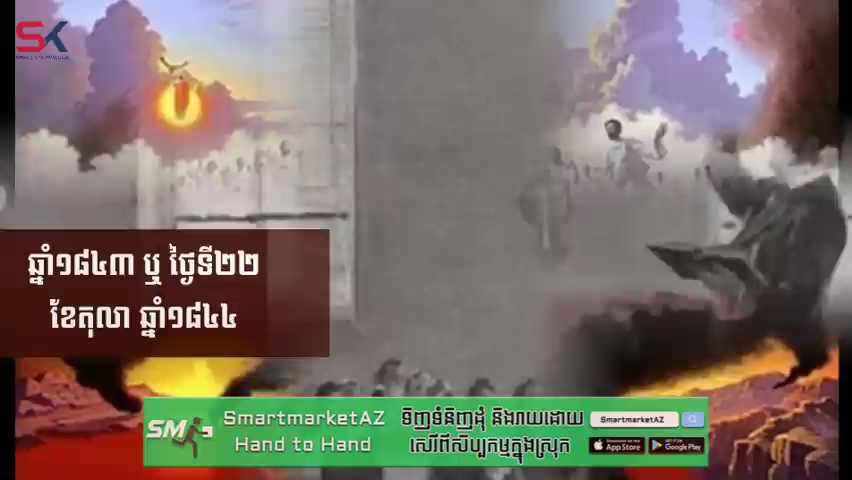 SK
ឆ្នាំ១៨៤៣ ឬ ថ្ងៃទី២២
ខែតុលា ឆ្នាំ១៨៤៤
SM
SmartmarketAZ
Hand to Hand
ទិញទំនិញដុំ និងរាយដោយ
សេរីពីសិប្បកម្មក្នុងស្រុក
SmartmarketAZ
App Store
Google Play